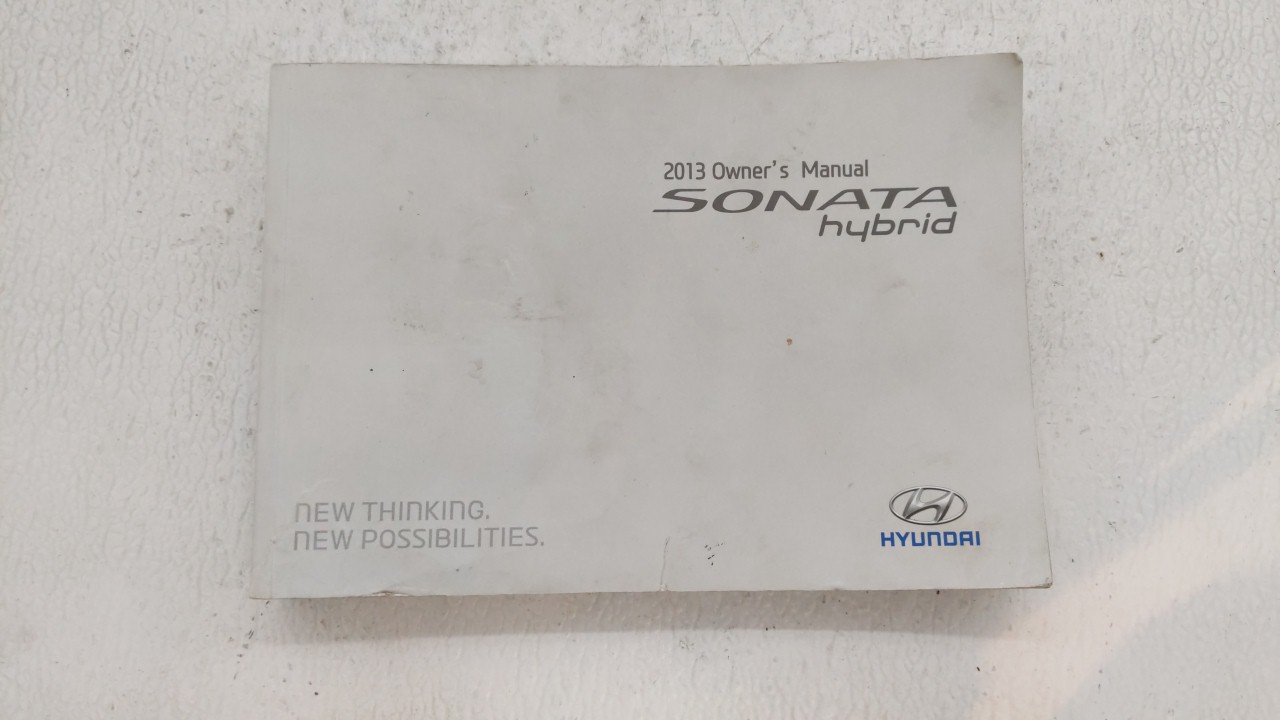 2013 Owner's Manual
SONATA
hybrid
NEW THINKING.
NEW POSSIBILITIES.
HYUNDAI